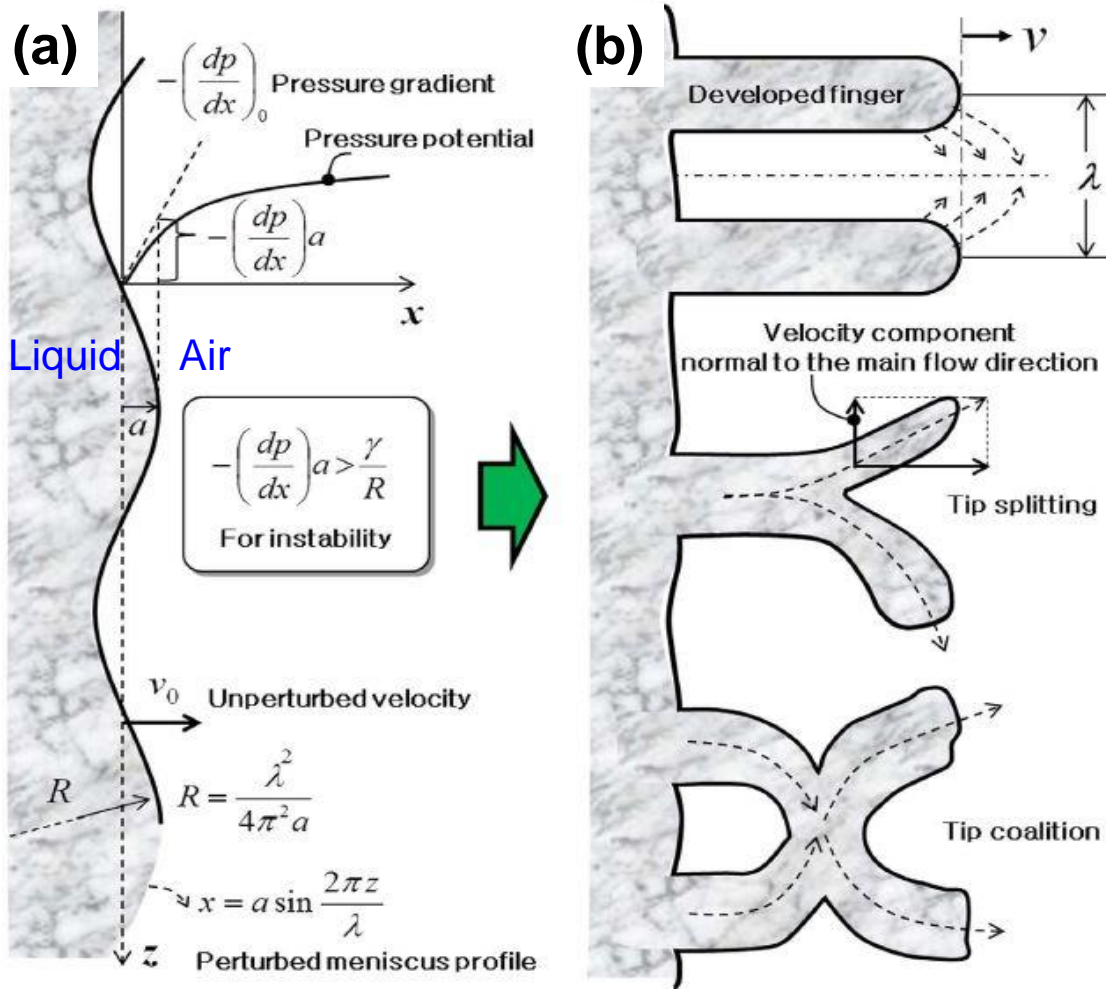 (a)
−(dp/dx)₀ Pressure gradient
Pressure potential
−(dp/dx)a
x
Liquid Air
a
−(dp/dx)a > γ/R
For instability
v₀ Unperturbed velocity
R
R = λ²/4π²a
x = a sin 2πz/λ
z Perturbed meniscus profile
(b)
v
Developed finger
λ
Velocity component
normal to the main flow direction
Tip splitting
Tip coalition